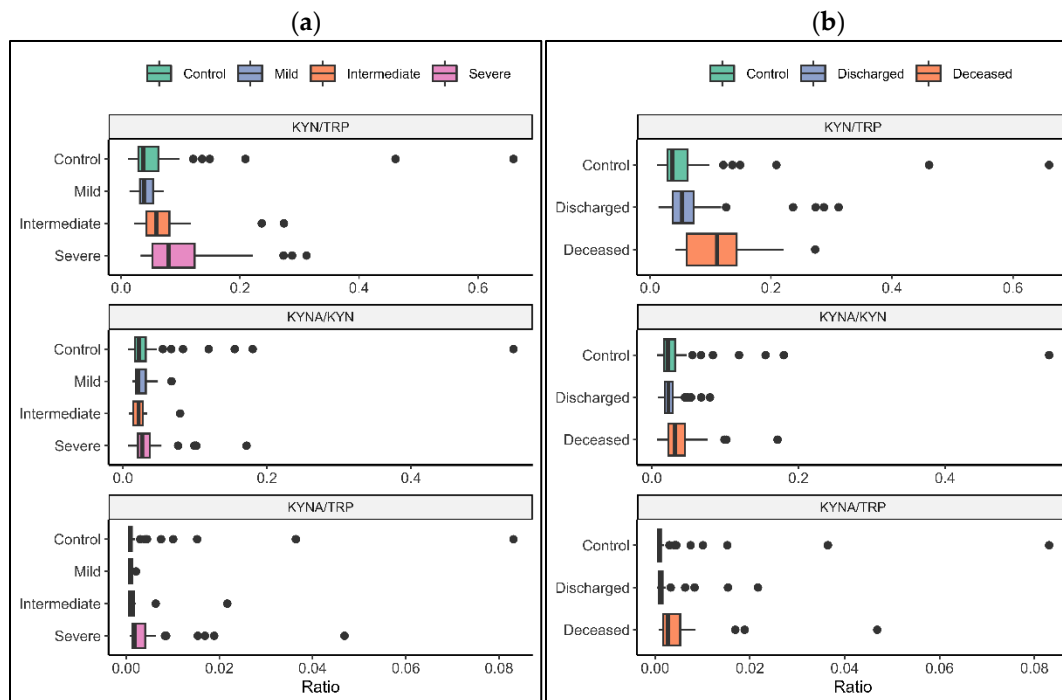 (a)
Control Mild Intermediate Severe
KYN/TRP
Control
Mild
Intermediate
Severe
0.0 0.2 0.4 0.6
KYNA/KYN
Control
Mild
Intermediate
Severe
0.0 0.2 0.4
KYNA/TRP
Control
Mild
Intermediate
Severe
0.00 0.02 0.04 0.06 0.08
Ratio
(b)
Control Discharged Deceased
KYN/TRP
Control
Discharged
Deceased
0.0 0.2 0.4 0.6
KYNA/KYN
Control
Discharged
Deceased
0.0 0.2 0.4
KYNA/TRP
Control
Discharged
Deceased
0.00 0.02 0.04 0.06 0.08
Ratio